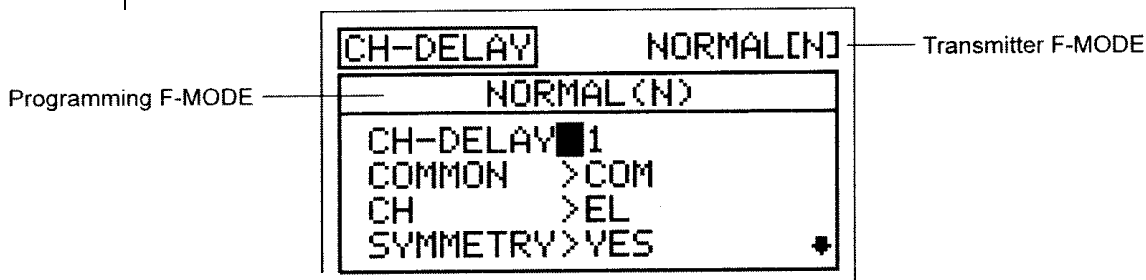 CH-DELAY NORMAL[N] Transmitter F-MODE
Programming F-MODE NORMAL(N)
CH-DELAY 1
COMMON >COM
CH >EL
SYMMETRY>YES